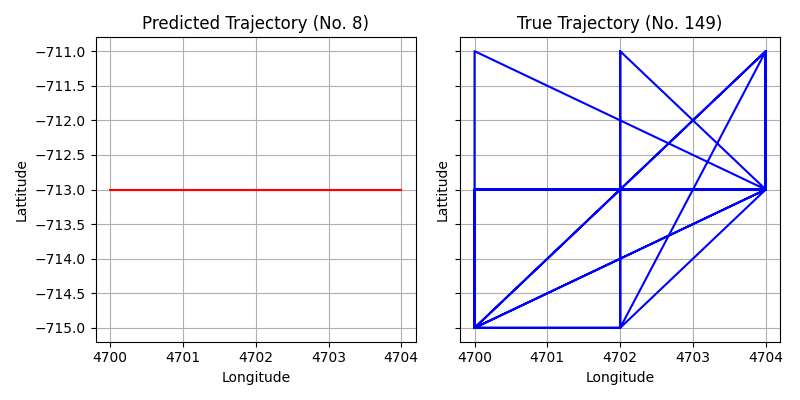 Predicted Trajectory (No. 8)
Lattitude
−711.0
−711.5
−712.0
−712.5
−713.0
−713.5
−714.0
−714.5
−715.0
4700 4701 4702 4703 4704
Longitude
True Trajectory (No. 149)
Lattitude
4700 4701 4702 4703 4704
Longitude